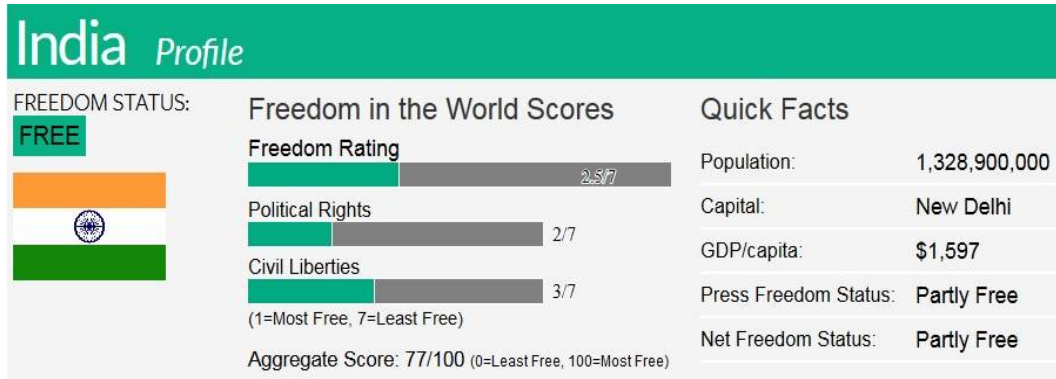 India Profile
FREEDOM STATUS:
FREE
Freedom in the World Scores
Freedom Rating
2.5/7
Political Rights
2/7
Civil Liberties
3/7
(1=Most Free, 7=Least Free)
Aggregate Score: 77/100 (0=Least Free, 100=Most Free)
Quick Facts
Population: 1,328,900,000
Capital: New Delhi
GDP/capita: $1,597
Press Freedom Status: Partly Free
Net Freedom Status: Partly Free